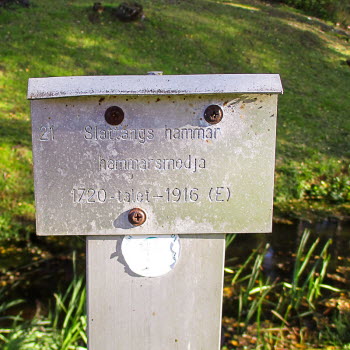 21 Slättängs hammar
hammarsmedja
1720-talet-1916 (E)